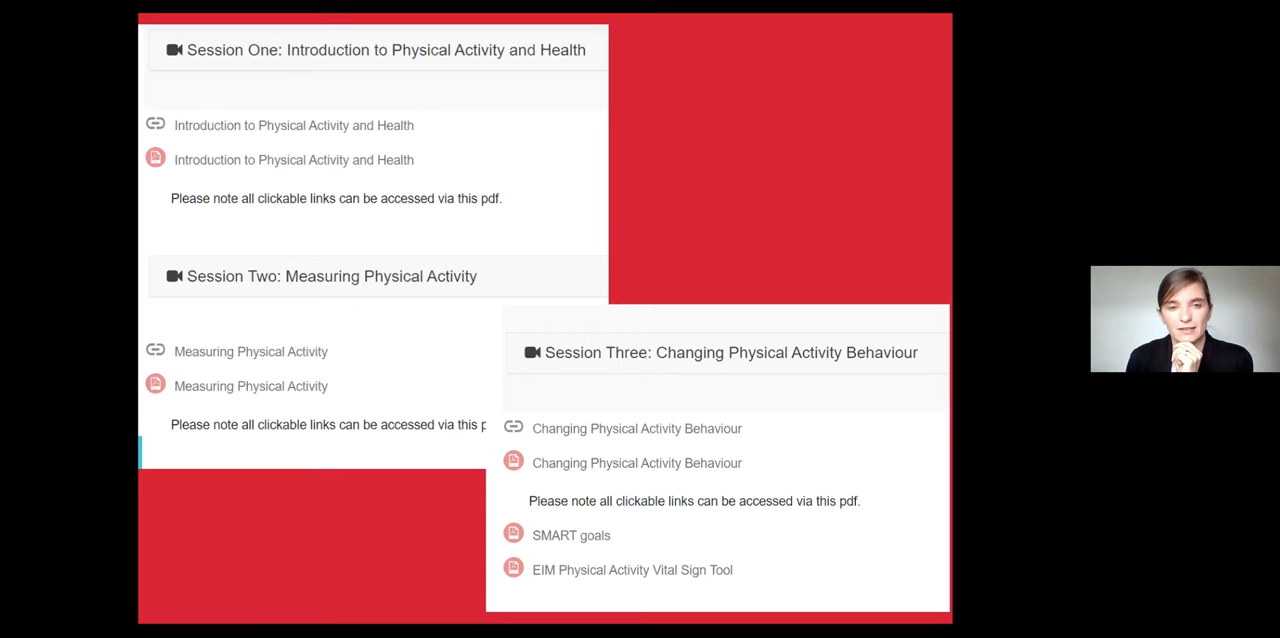 Session One: Introduction to Physical Activity and Health
Introduction to Physical Activity and Health
Introduction to Physical Activity and Health
Please note all clickable links can be accessed via this pdf.
Session Two: Measuring Physical Activity
Measuring Physical Activity
Measuring Physical Activity
Please note all clickable links can be accessed via this p
Session Three: Changing Physical Activity Behaviour
Changing Physical Activity Behaviour
Changing Physical Activity Behaviour
Please note all clickable links can be accessed via this pdf.
SMART goals
EIM Physical Activity Vital Sign Tool